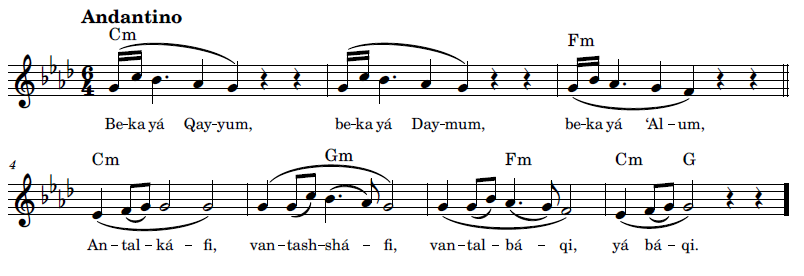 Andantino
Cm Fm
6
4
Be-ka yá Qay-yum, be-ka yá Day-mum, be-ka yá ‘Al-um,
4
Cm Gm Fm Cm G
An-tal-ká-fi, van-tash-shá-fi, van-tal-bá-qi, yá bá-qi.